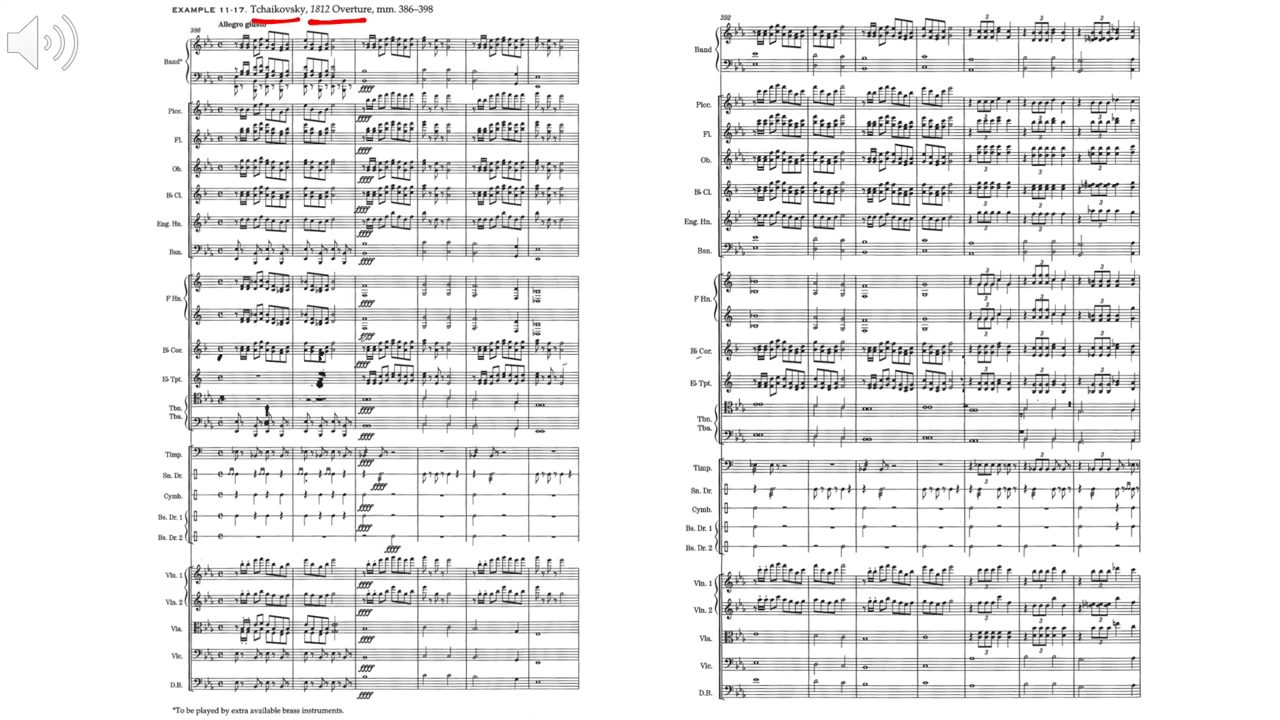 EXAMPLE 11-17. Tchaikovsky, 1812 Overture, mm. 386–398
Allegro giusto
386
Band*
Picc.
Fl.
Ob.
B♭ Cl.
Eng. Hn.
Bsn.
F Hn.
B♭ Cor.
E♭ Tpt.
Tbn.
Tba.
Timp.
Sn. Dr.
Cymb.
Bs. Dr. 1
Bs. Dr. 2
Vln. 1
Vln. 2
Vla.
Vlc.
D.B.
*To be played by extra available brass instruments.
392
Band
Picc.
Fl.
Ob.
B♭ Cl.
Eng. Hn.
Bsn.
F Hn.
B♭ Cor.
E♭ Tpt.
Tbn.
Tba.
Timp.
Sn. Dr.
Cymb.
Bs. Dr. 1
Bs. Dr. 2
Vln. 1
Vln. 2
Vla.
Vlc.
D.B.